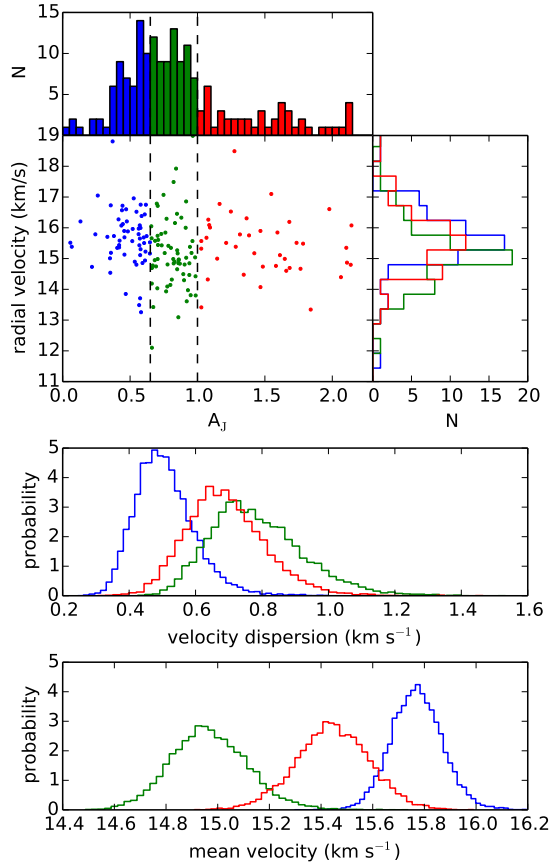 15
10
5
N
19
18
17
16
15
14
13
12
11
radial velocity (km/s)
0.0 0.5 1.0 1.5 2.0
A_J
0 5 10 15 20
N
5
4
3
2
1
0
probability
0.2 0.4 0.6 0.8 1.0 1.2 1.4 1.6
velocity dispersion (km s⁻¹)
5
4
3
2
1
0
probability
14.4 14.6 14.8 15.0 15.2 15.4 15.6 15.8 16.0 16.2
mean velocity (km s⁻¹)